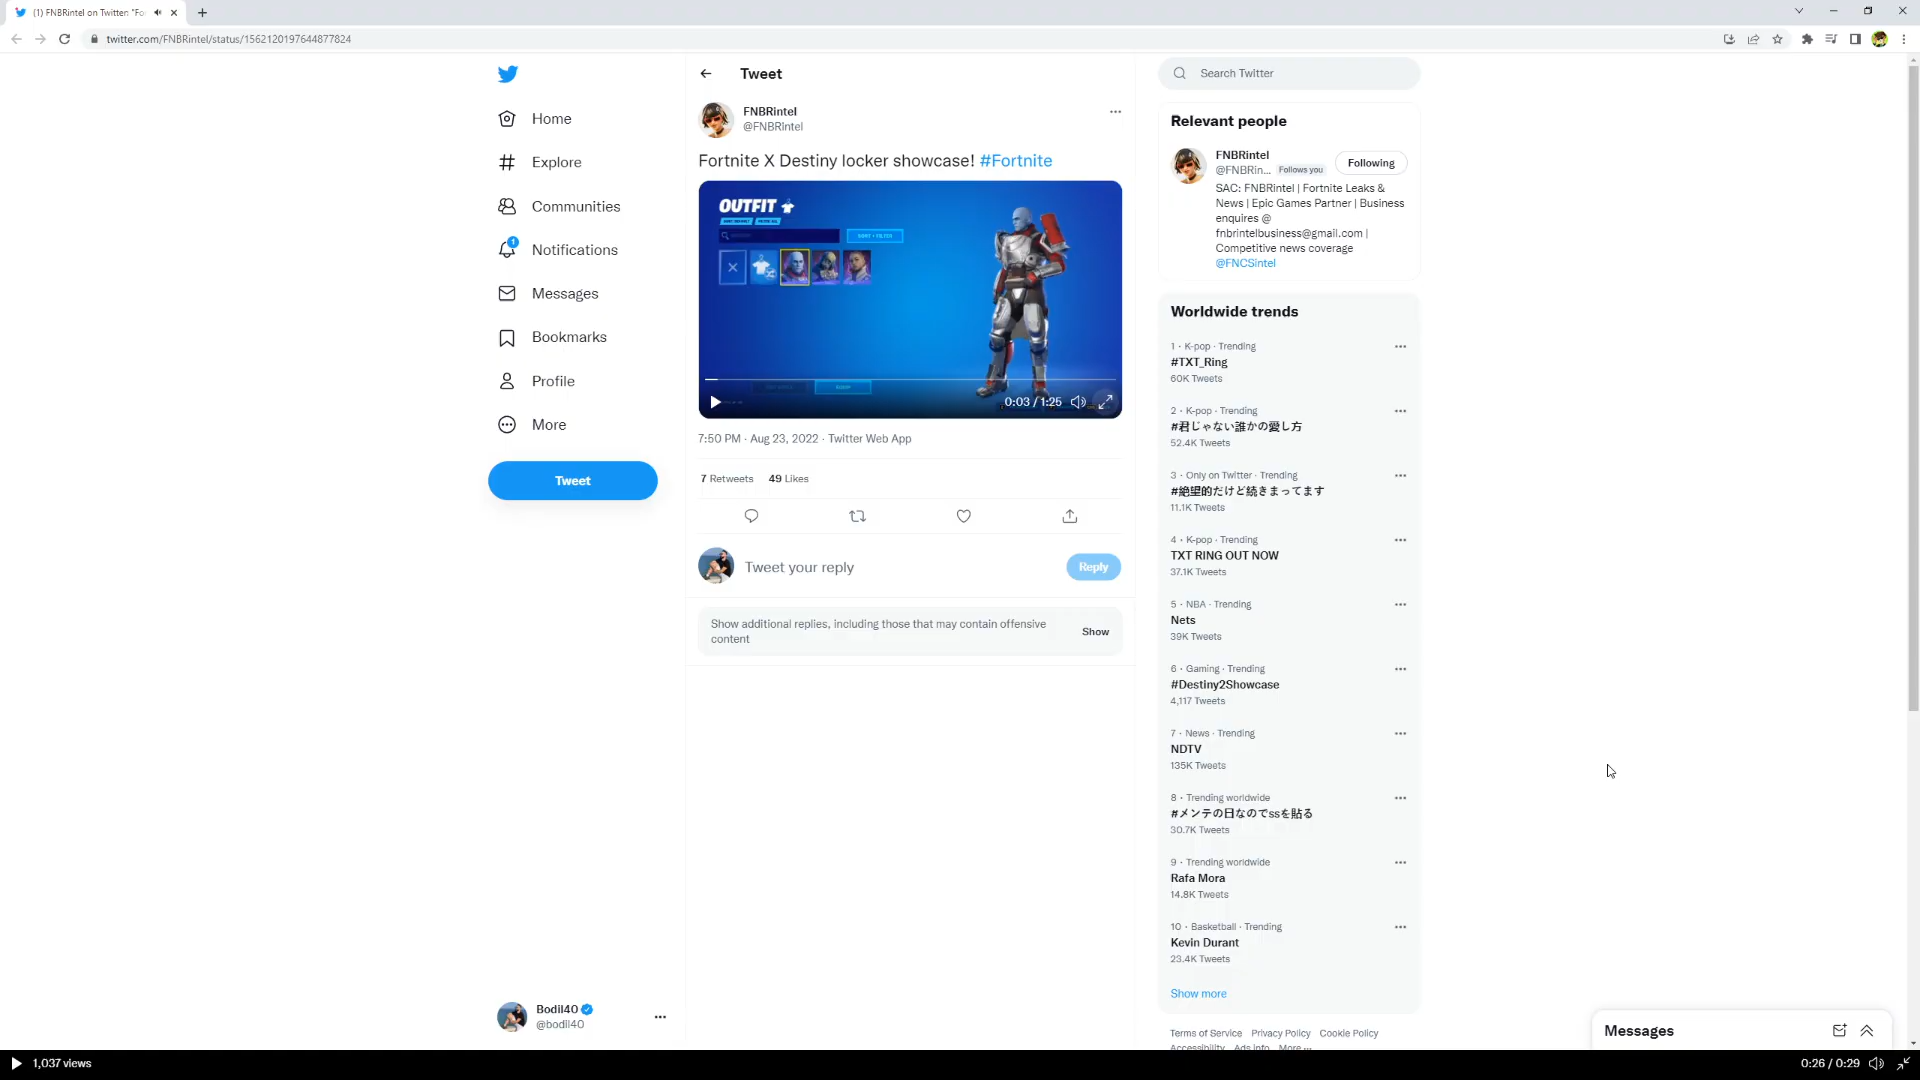 (1) FNBRintel on Twitter: "Fo
twitter.com/FNBRintel/status/1562120197644877824
Home
Explore
Communities
1
Notifications
Messages
Bookmarks
Profile
More
Tweet
Bodil40
@bodil40
Tweet
FNBRintel
@FNBRintel
Fortnite X Destiny locker showcase! #Fortnite
OUTFIT
SORT + FILTER
0:03 / 1:25
7:50 PM · Aug 23, 2022 · Twitter Web App
7 Retweets 49 Likes
Tweet your reply
Reply
Show additional replies, including those that may contain offensive
content
Show
Search Twitter
Relevant people
FNBRintel
@FNBRin... Follows you
Following
SAC: FNBRintel | Fortnite Leaks &
News | Epic Games Partner | Business
enquires @
fnbrintelbusiness@gmail.com |
Competitive news coverage
@FNCSintel
Worldwide trends
1 · K-pop · Trending
#TXT_Ring
60K Tweets
2 · K-pop · Trending
#君じゃない誰かの愛し方
52.4K Tweets
3 · Only on Twitter · Trending
#絶望的だけど続きまってます
11.1K Tweets
4 · K-pop · Trending
TXT RING OUT NOW
37.1K Tweets
5 · NBA · Trending
Nets
39K Tweets
6 · Gaming · Trending
#Destiny2Showcase
4,117 Tweets
7 · News · Trending
NDTV
135K Tweets
8 · Trending worldwide
#メンテの日なのでssを貼る
30.7K Tweets
9 · Trending worldwide
Rafa Mora
14.8K Tweets
10 · Basketball · Trending
Kevin Durant
23.4K Tweets
Show more
Terms of Service Privacy Policy Cookie Policy
Accessibility Ads info More ...
Messages
1,037 views
0:26 / 0:29